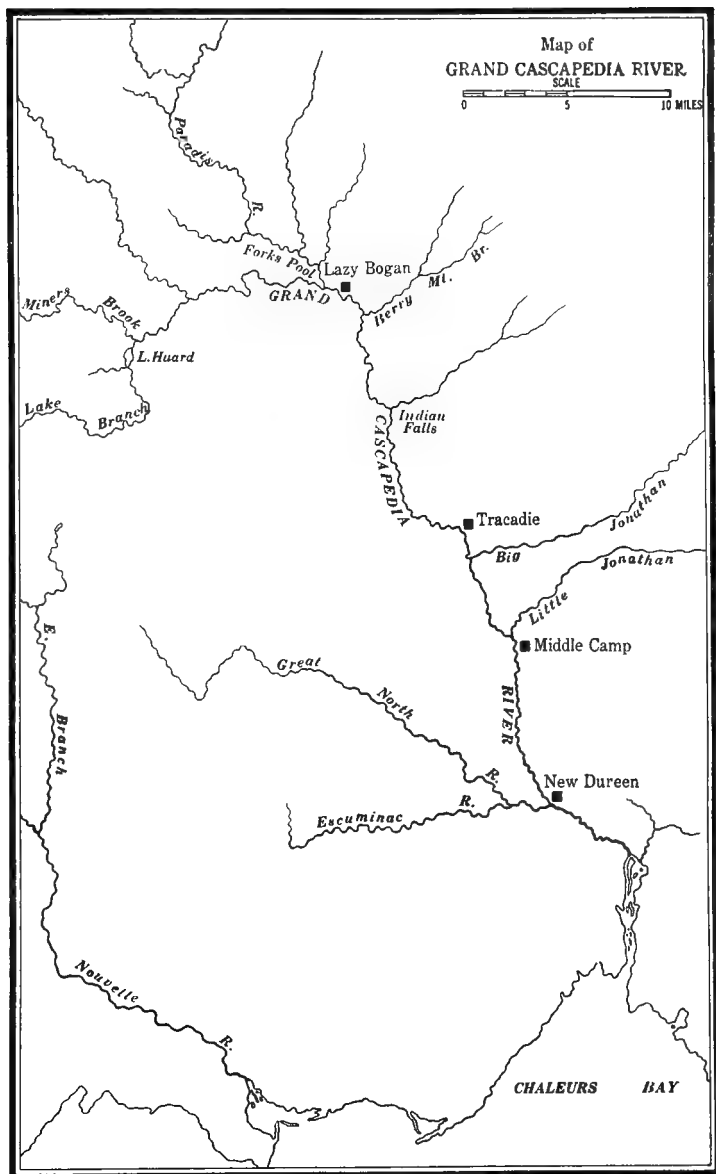 Map of
GRAND CASCAPEDIA RIVER
SCALE
0 5 10 MILES
Paradis R.
Forks Pool
Lazy Bogan
GRAND
Berry Mt. Br.
Miners Brook
L. Huard
Lake Branch
Indian
Falls
CASCAPEDIA
Tracadie
Big Jonathan
Little Jonathan
Middle Camp
E. Branch
Great North R.
RIVER
New Dureen
Escuminac R.
Nouvelle R.
CHALEURS BAY